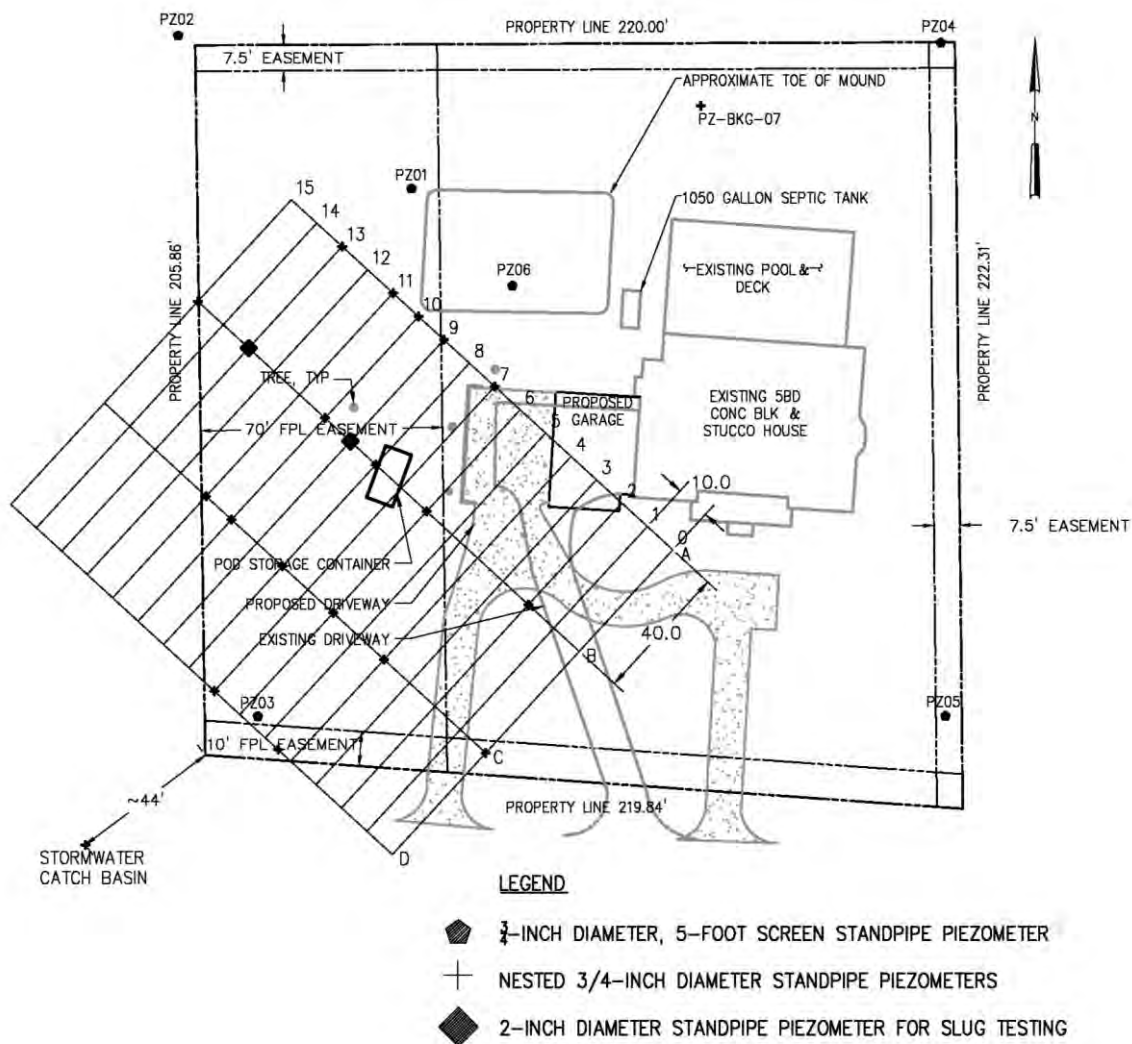 PZ02
PROPERTY LINE 220.00'
PZ04
7.5' EASEMENT
APPROXIMATE TOE OF MOUND
PZ-BKG-07
N
PZ01
1050 GALLON SEPTIC TANK
15
14
13
12
11
10
9
8
7
6
5
4
3
2
1
0
PZ06
EXISTING POOL &
DECK
PROPERTY LINE 205.86'
PROPERTY LINE 222.31'
TREE, TYP
PROPOSED
GARAGE
EXISTING 5BD
CONC BLK &
STUCCO HOUSE
70' FPL EASEMENT
10.0
7.5' EASEMENT
A
POD STORAGE CONTAINER
PROPOSED DRIVEWAY
EXISTING DRIVEWAY
40.0
B
PZ03
PZ05
10' FPL EASEMENT
C
~44'
PROPERTY LINE 219.84'
D
STORMWATER
CATCH BASIN
LEGEND
3/4-INCH DIAMETER, 5-FOOT SCREEN STANDPIPE PIEZOMETER
NESTED 3/4-INCH DIAMETER STANDPIPE PIEZOMETERS
2-INCH DIAMETER STANDPIPE PIEZOMETER FOR SLUG TESTING